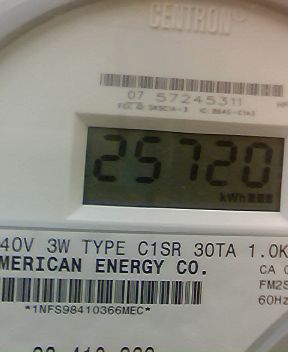 CENTRON®
07 57245311
25720
kWh
40V 3W TYPE C1SR 30TA 1.0K
MERICAN ENERGY CO.
CA
FM2S
60Hz
*1NFS98410366MEC*